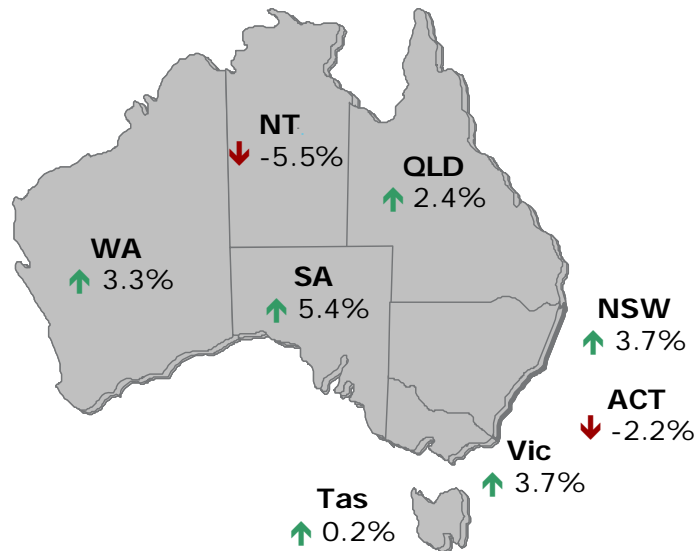 NT
-5.5%
QLD
2.4%
WA
3.3%
SA
5.4%
NSW
3.7%
ACT
-2.2%
Vic
3.7%
Tas
0.2%